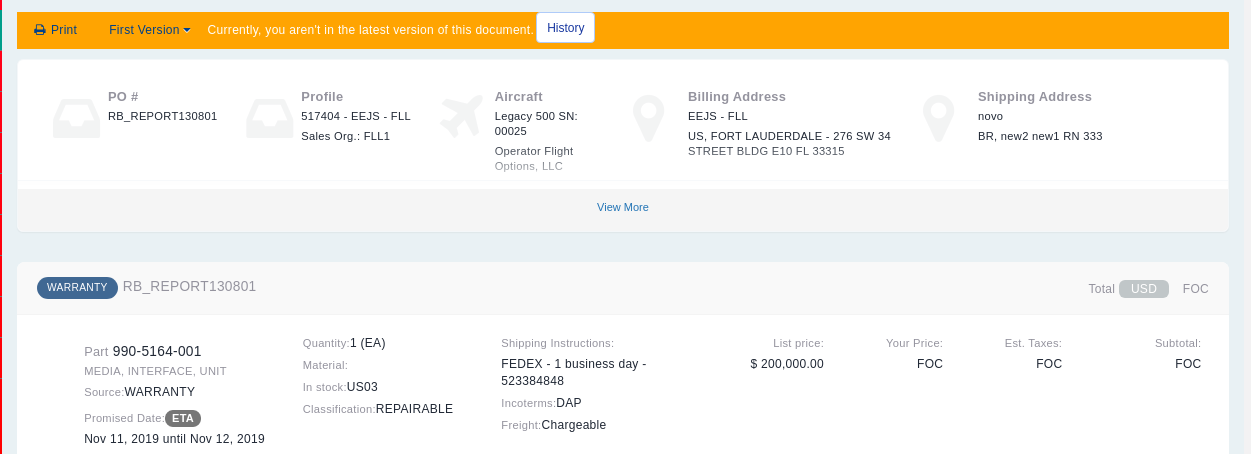 Print First Version Currently, you aren't in the latest version of this document. History
PO #
RB_REPORT130801
Profile
517404 - EEJS - FLL
Sales Org.: FLL1
Aircraft
Legacy 500 SN:
00025
Operator Flight
Options, LLC
Billing Address
EEJS - FLL
US, FORT LAUDERDALE - 276 SW 34
STREET BLDG E10 FL 33315
Shipping Address
novo
BR, new2 new1 RN 333
View More
WARRANTY RB_REPORT130801 Total USD FOC
Part 990-5164-001
MEDIA, INTERFACE, UNIT
Source:WARRANTY
Promised Date:ETA
Nov 11, 2019 until Nov 12, 2019
Quantity:1 (EA)
Material:
In stock:US03
Classification:REPAIRABLE
Shipping Instructions:
FEDEX - 1 business day -
523384848
Incoterms:DAP
Freight:Chargeable
List price:
$ 200,000.00
Your Price:
FOC
Est. Taxes:
FOC
Subtotal:
FOC